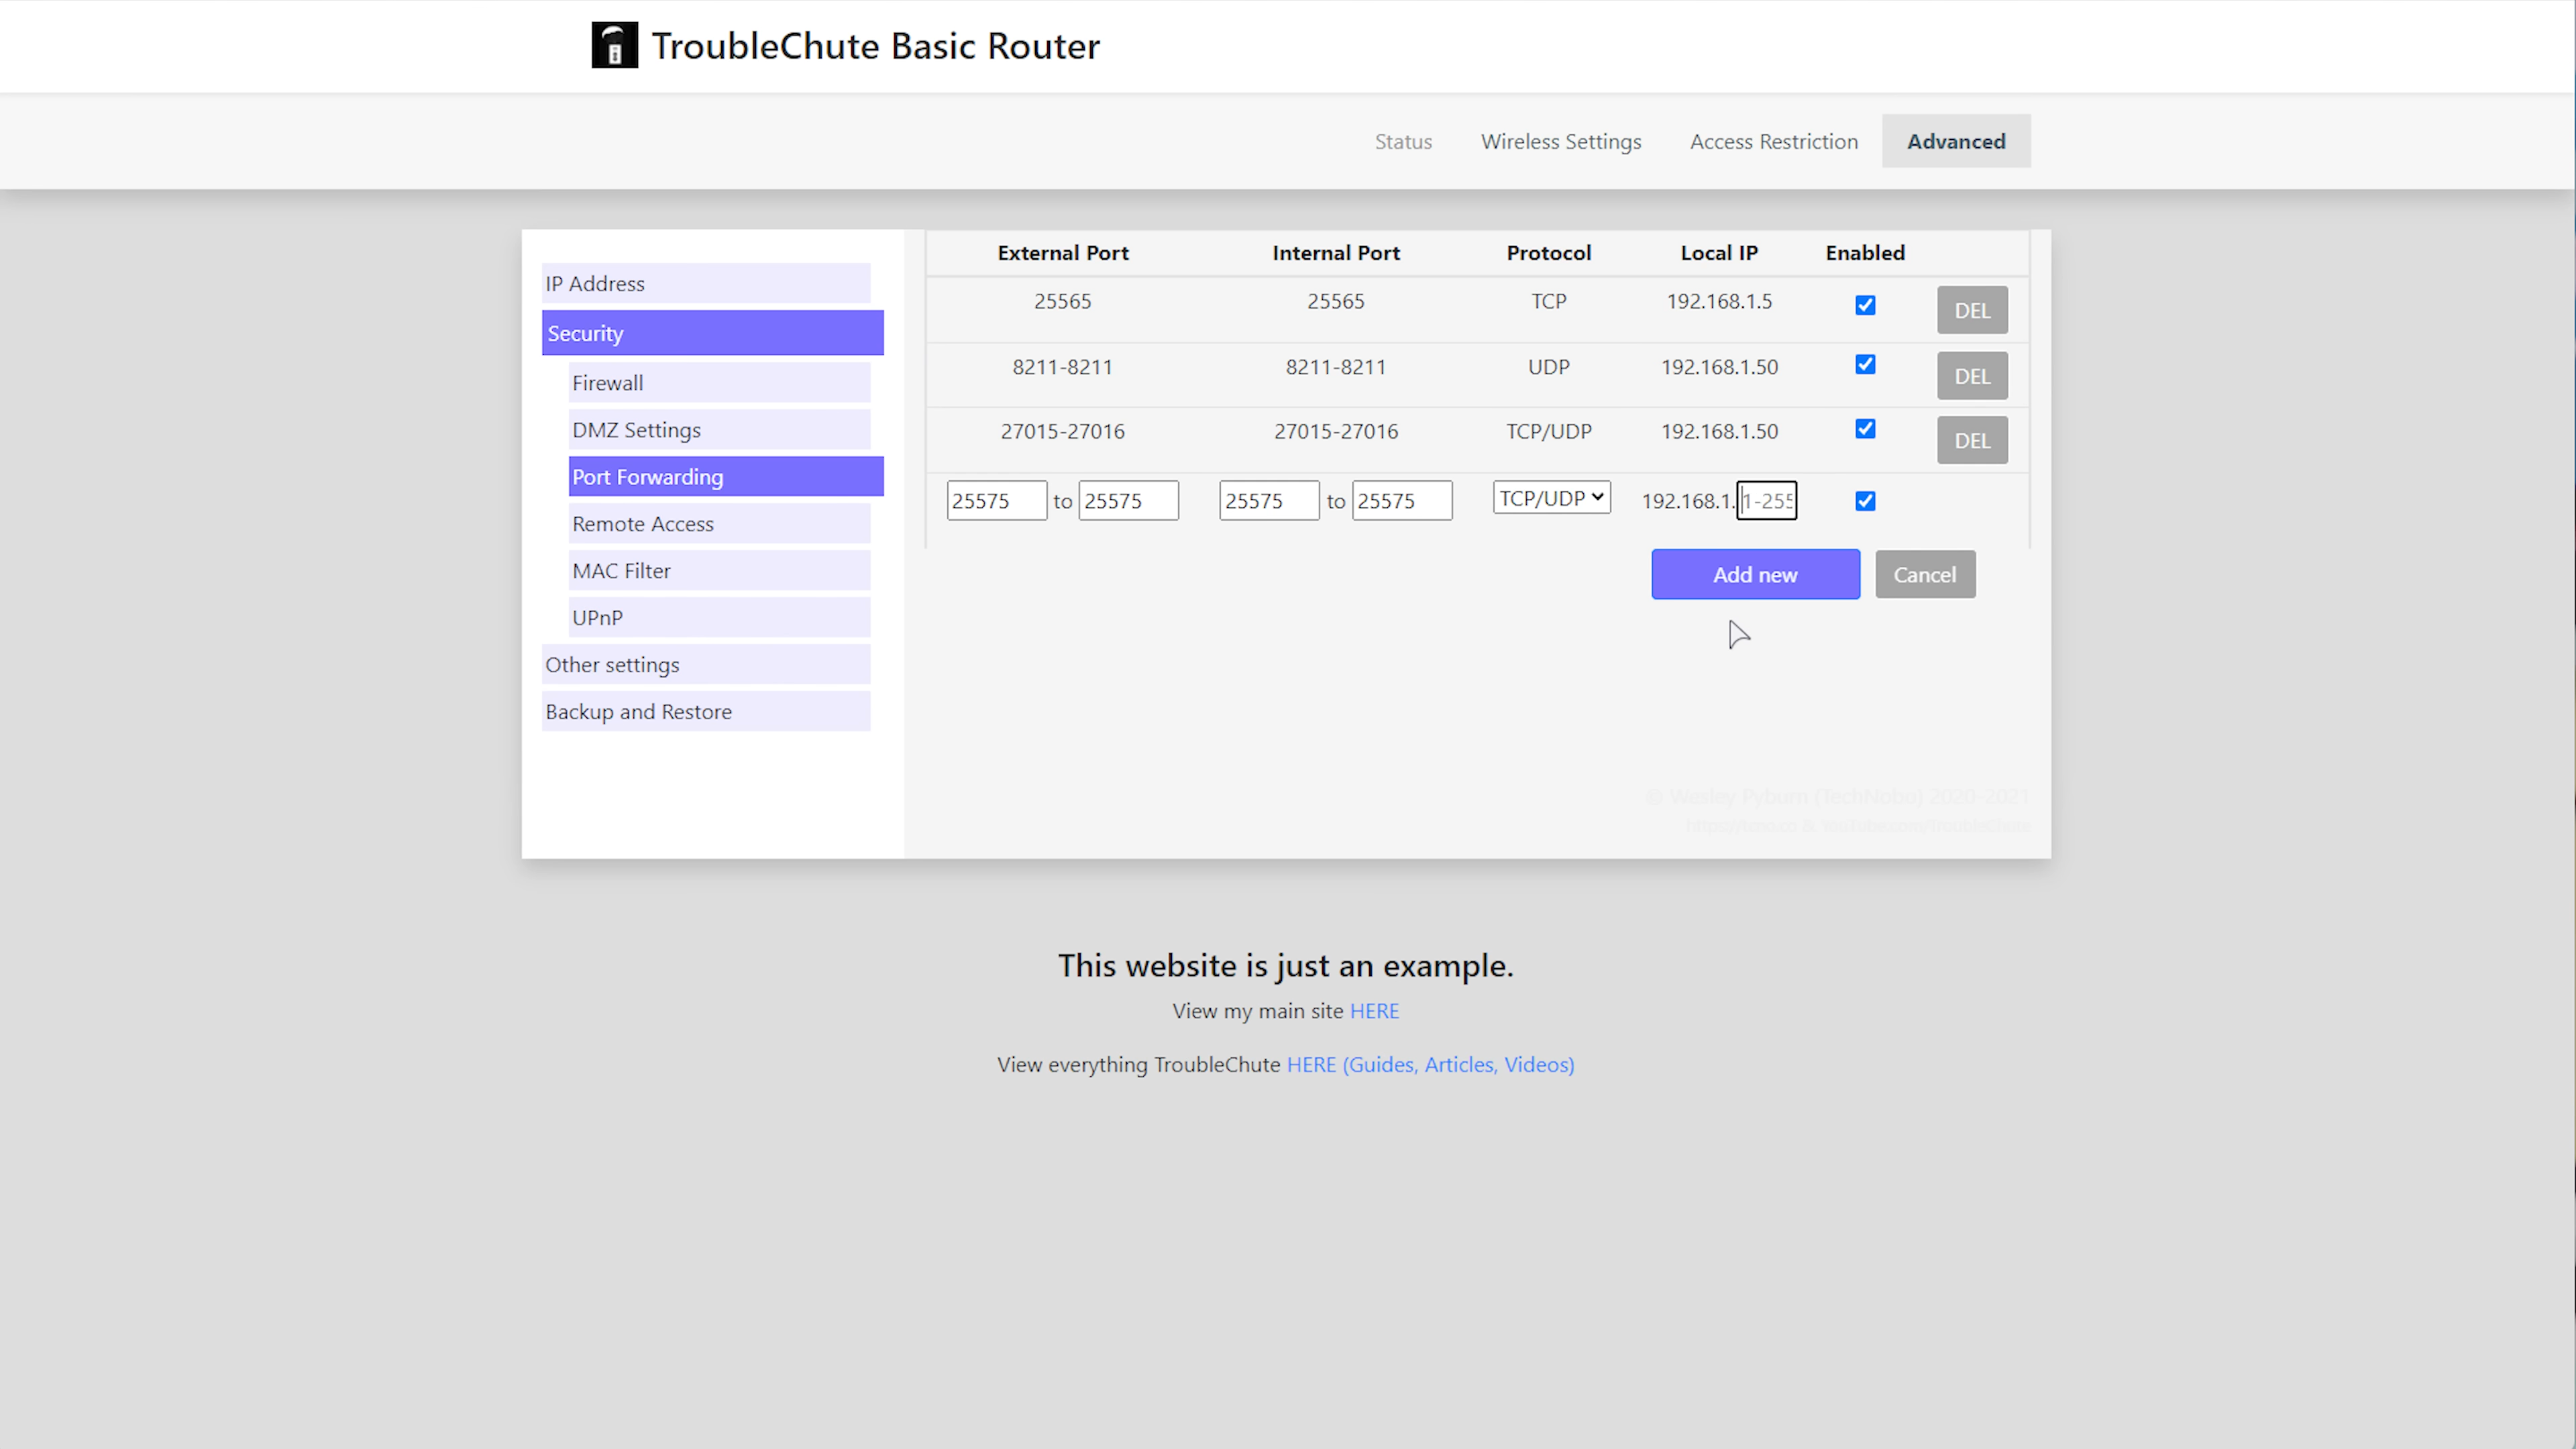 TroubleChute Basic Router
Status Wireless Settings Access Restriction Advanced
IP Address
Security
Firewall
DMZ Settings
Port Forwarding
Remote Access
MAC Filter
UPnP
Other settings
Backup and Restore
External Port Internal Port Protocol Local IP Enabled
25565 25565 TCP 192.168.1.5 DEL
8211-8211 8211-8211 UDP 192.168.1.50 DEL
27015-27016 27015-27016 TCP/UDP 192.168.1.50 DEL
25575 to 25575 25575 to 25575 TCP/UDP 192.168.1. 1-255
Add new Cancel
© Wesley Pyburn (TechNobo) 2020-2021
This website is just an example.
View my main site HERE
View everything TroubleChute HERE (Guides, Articles, Videos)